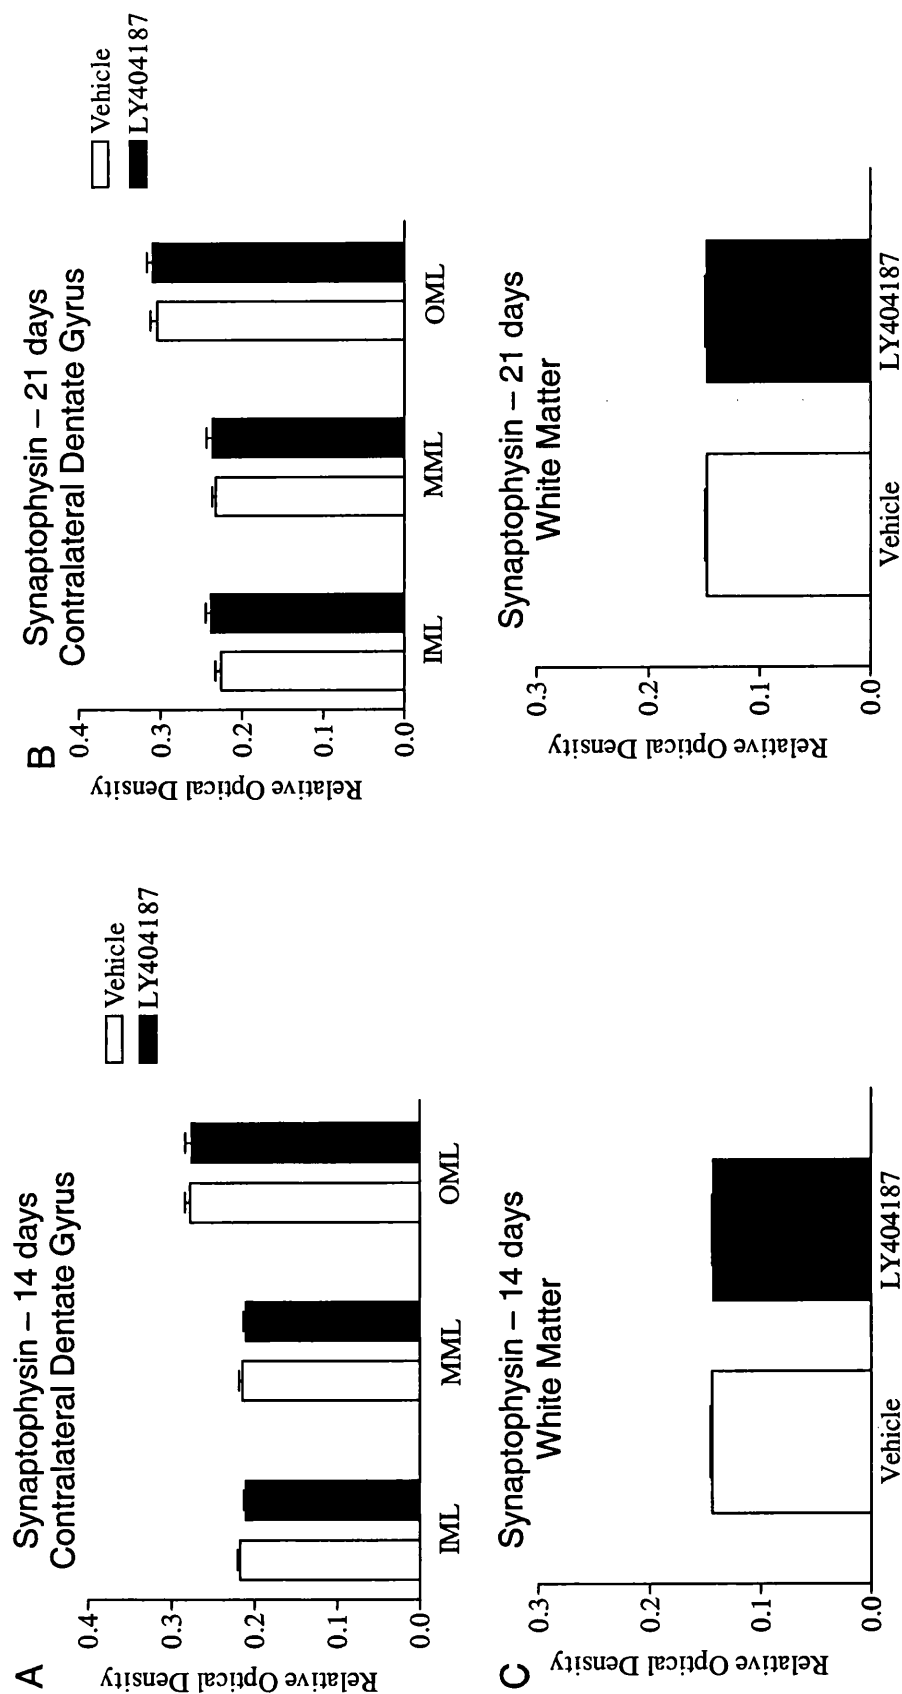 A
Synaptophysin – 14 days
Contralateral Dentate Gyrus
Vehicle
LY404187
Relative Optical Density
0.4
0.3
0.2
0.1
0.0
IML
MML
OML
B
Synaptophysin – 21 days
Contralateral Dentate Gyrus
Vehicle
LY404187
Relative Optical Density
0.4
0.3
0.2
0.1
0.0
IML
MML
OML
C
Synaptophysin – 14 days
White Matter
Relative Optical Density
0.3
0.2
0.1
0.0
Vehicle
LY404187
Synaptophysin – 21 days
White Matter
Relative Optical Density
0.3
0.2
0.1
0.0
Vehicle
LY404187